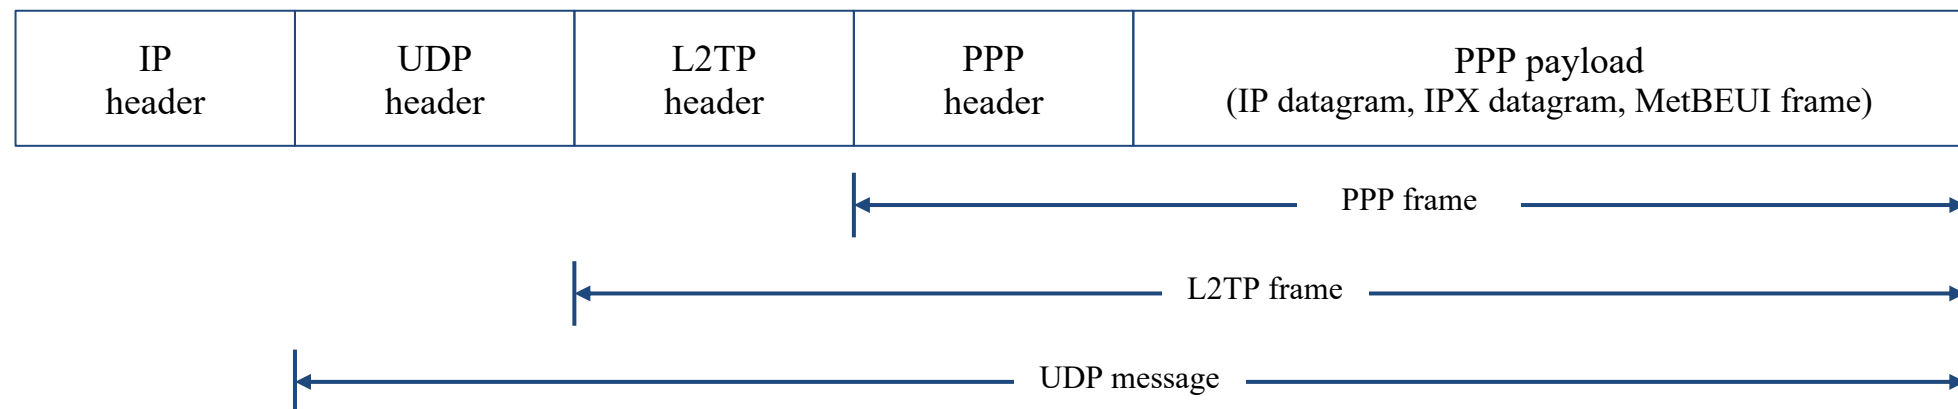 IP
header
UDP
header
L2TP
header
PPP
header
PPP payload
(IP datagram, IPX datagram, MetBEUI frame)
PPP frame
L2TP frame
UDP message